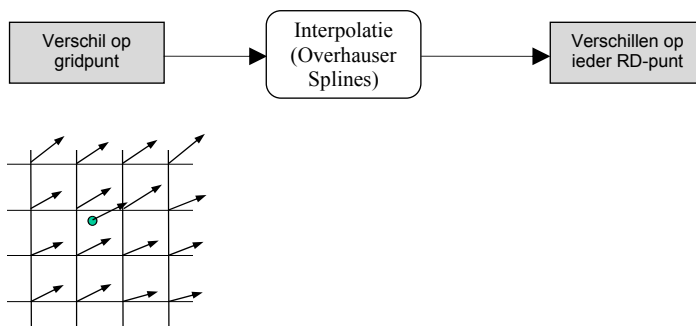 Verschil op
gridpunt
Interpolatie
(Overhauser
Splines)
Verschillen op
ieder RD-punt